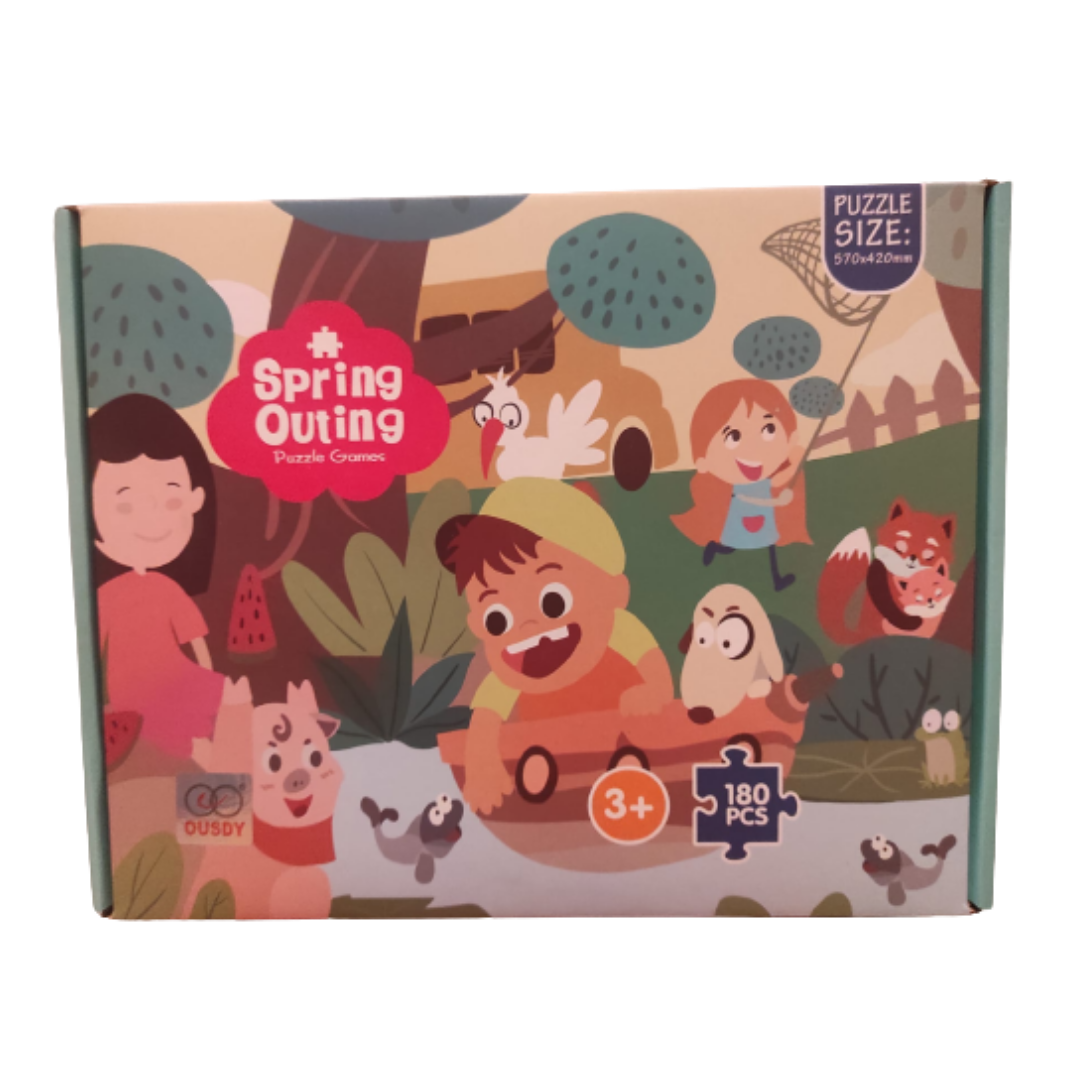 PUZZLE
SIZE:
570x420mm
Spring
Outing
Puzzle Games
3+
180
PCS
OUSDY